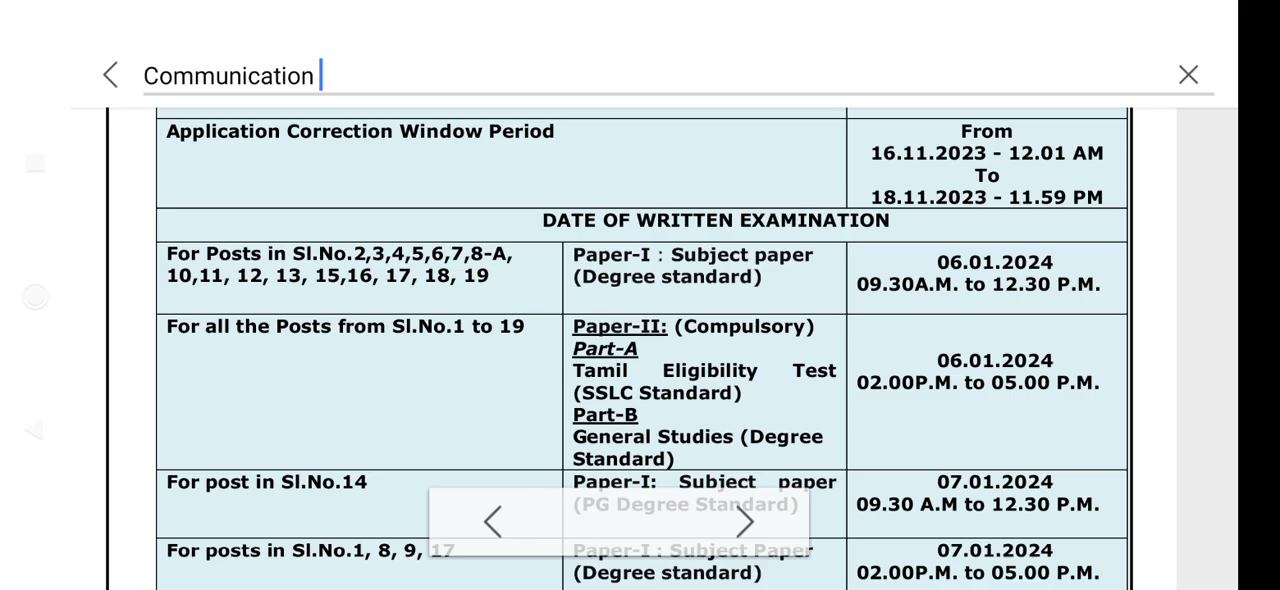 Communication
Application Correction Window Period
From
16.11.2023 - 12.01 AM
To
18.11.2023 - 11.59 PM
DATE OF WRITTEN EXAMINATION
For Posts in Sl.No.2,3,4,5,6,7,8-A,
10,11, 12, 13, 15,16, 17, 18, 19
Paper-I : Subject paper
(Degree standard)
06.01.2024
09.30A.M. to 12.30 P.M.
For all the Posts from Sl.No.1 to 19
Paper-II: (Compulsory)
Part-A
Tamil Eligibility Test
(SSLC Standard)
Part-B
General Studies (Degree
Standard)
06.01.2024
02.00P.M. to 05.00 P.M.
For post in Sl.No.14
Paper-I: Subject paper
(PG Degree Standard)
07.01.2024
09.30 A.M to 12.30 P.M.
For posts in Sl.No.1, 8, 9, 17
Paper-I : Subject Paper
(Degree standard)
07.01.2024
02.00P.M. to 05.00 P.M.